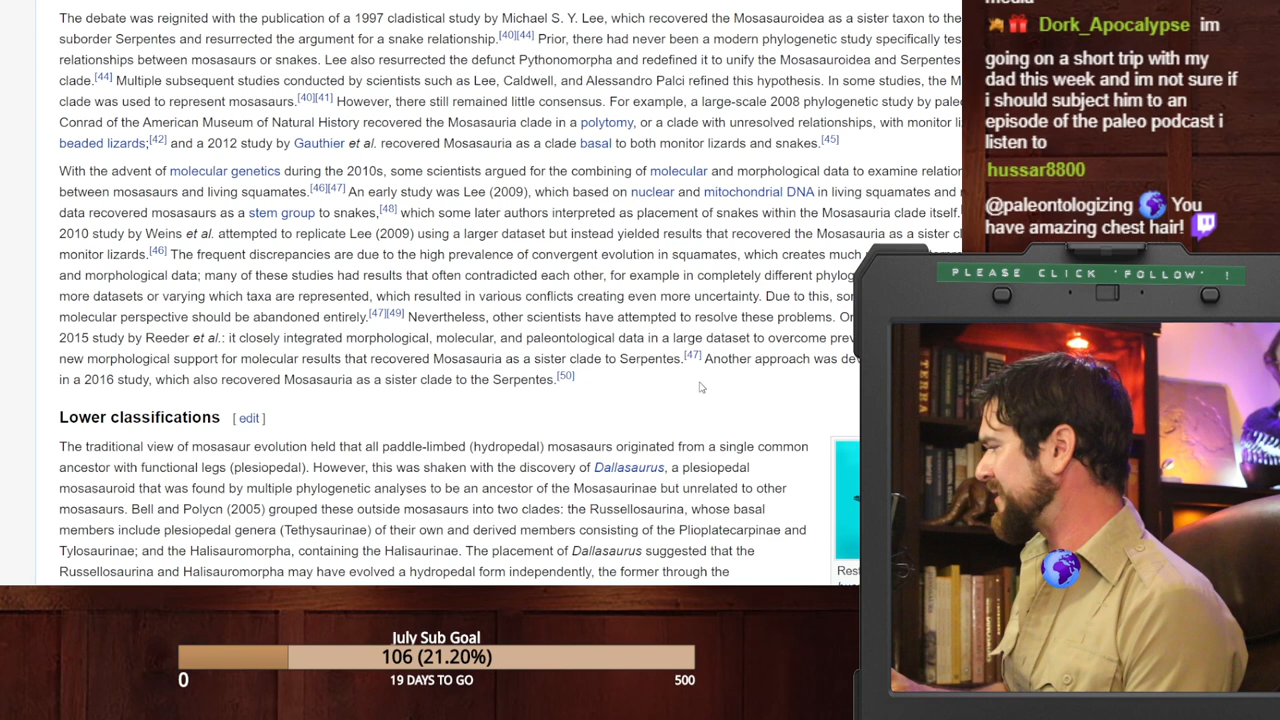 The debate was reignited with the publication of a 1997 cladistical study by Michael S. Y. Lee, which recovered the Mosasauroidea as a sister taxon to the
suborder Serpentes and resurrected the argument for a close relationship.[40][44] Prior, there had never been a modern phylogenetic study specifically
relationships between mosasaurs or snakes. Lee also resurrected the defunct Pythonomorpha and redefined it to unify the Mosasauroidea and Serpentes
clade.[44] Multiple subsequent studies conducted by scientists such as Lee, Caldwell, and Alessandro Palci refined this hypothesis. In some studies, the M
clade was used to represent mosasaurs.[40][41] However, there still remained little consensus. For example, a large-scale 2008 phylogenetic study by
Conrad of the American Museum of Natural History recovered the Mosasauria clade in a polytomy, or a clade with unresolved relationships, with monitor
beaded lizards;[42] and a 2012 study by Gauthier et al. recovered Mosasauria as a clade basal to both monitor lizards and snakes.[45]
With the advent of molecular genetics during the 2010s, some scientists argued for the combining of molecular and morphological data to examine
between mosasaurs and living squamates.[46][47] An early study was Lee (2009), which based on nuclear and mitochondrial DNA in living squamates and
data recovered mosasaurs as a stem group to snakes,[48] which some later authors interpreted as placement of snakes within the Mosasauria clade itself.
2010 study by Weins et al. attempted to replicate Lee (2009) using a larger dataset but instead yielded results that recovered the Mosasauria as a sister
monitor lizards.[46] The frequent discrepancies are due to the high prevalence of convergent evolution in squamates, which creates much
and morphological data; many of these studies had results that often contradicted each other, for example in completely different
more datasets or varying which taxa are represented, which resulted in various conflicts creating even more uncertainty. Due to this,
molecular perspective should be abandoned entirely.[47][49] Nevertheless, other scientists have attempted to resolve these problems.
2015 study by Reeder et al.: it closely integrated morphological, molecular, and paleontological data in a large dataset to overcome
new morphological support for molecular results that recovered Mosasauria as a sister clade to Serpentes.[47] Another approach was
in a 2016 study, which also recovered Mosasauria as a sister clade to the Serpentes.[50]
Lower classifications [ edit ]
The traditional view of mosasaur evolution held that all paddle-limbed (hydropedal) mosasaurs originated from a single common
ancestor with functional legs (plesiopedal). However, this was shaken with the discovery of Dallasaurus, a plesiopedal
mosasauroid that was found by multiple phylogenetic analyses to be an ancestor of the Mosasaurinae but unrelated to other
mosasaurs. Bell and Polycn (2005) grouped these outside mosasaurs into two clades: the Russellosaurina, whose basal
members include plesiopedal genera (Tethysaurinae) of their own and derived members consisting of the Plioplatecarpinae and
Tylosaurinae; and the Halisauromorpha, containing the Halisaurinae. The placement of Dallasaurus suggested that the
Russellosaurina and Halisauromorpha may have evolved a hydropedal form independently, the former through the
Rest
media
Dork_Apocalypse im
going on a short trip with my
dad this week and im not sure if
i should subject him to an
episode of the paleo podcast i
listen to
hussar8800
@paleontologizing You
have amazing chest hair!
PLEASE CLICK 'FOLLOW' !
July Sub Goal
106 (21.20%)
0 19 DAYS TO GO 500